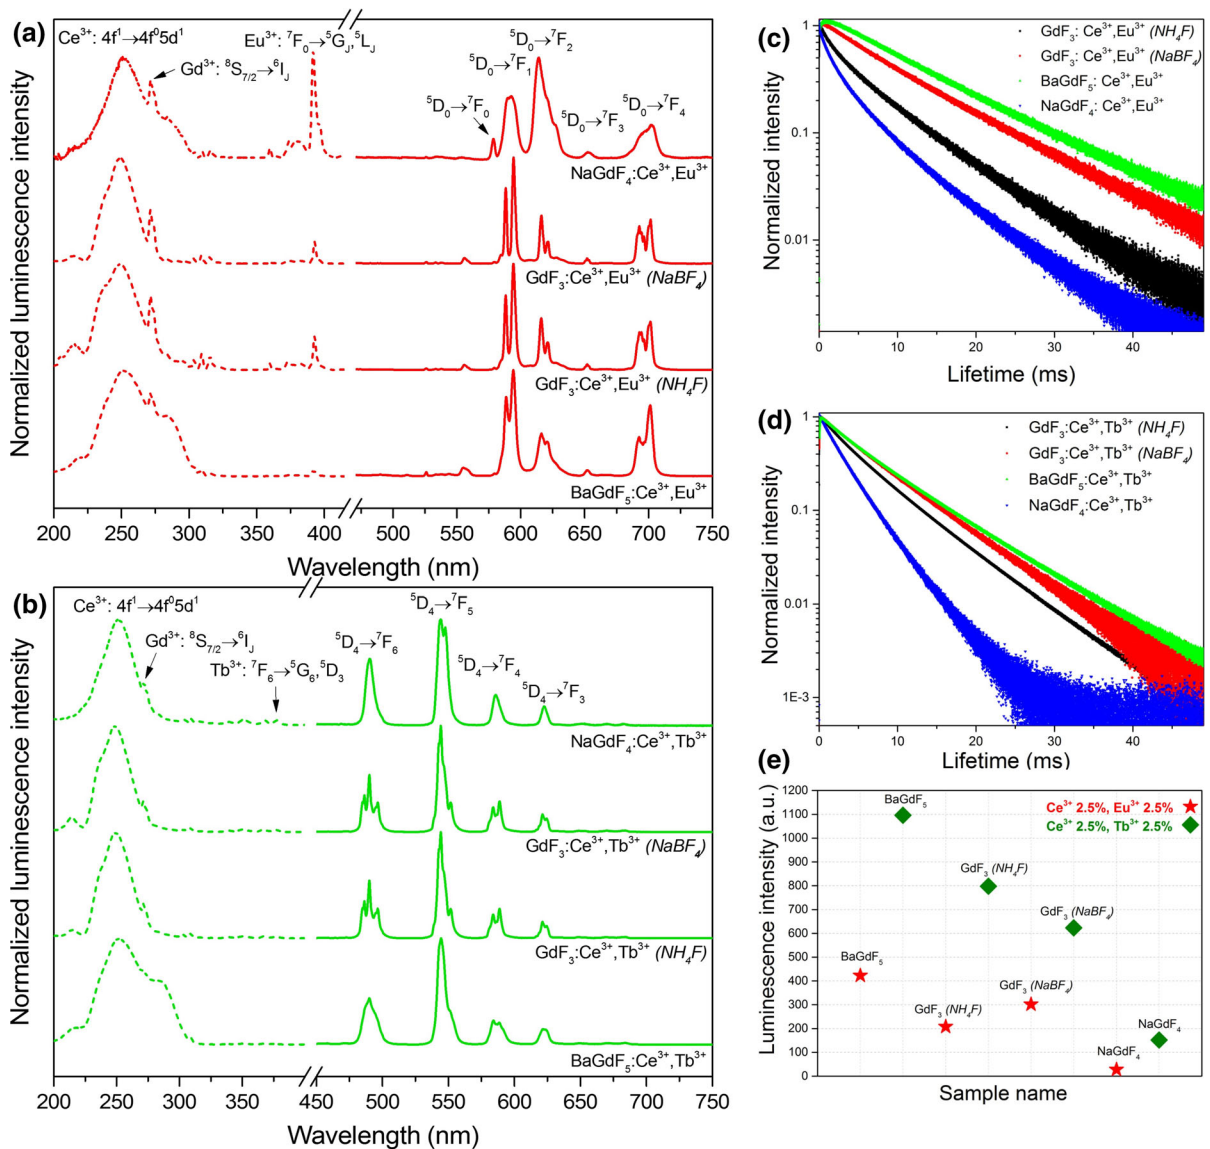 (a)
Normalized luminescence intensity
Ce³⁺: 4f¹→4f⁰5d¹
Gd³⁺: ⁸S₇/₂→⁶I_J
Eu³⁺: ⁷F₀→⁵G_J,⁵L_J
⁵D₀→⁷F₀
⁵D₀→⁷F₁
⁵D₀→⁷F₂
⁵D₀→⁷F₃
⁵D₀→⁷F₄
NaGdF₄:Ce³⁺,Eu³⁺
GdF₃:Ce³⁺,Eu³⁺ (NaBF₄)
GdF₃:Ce³⁺,Eu³⁺ (NH₄F)
BaGdF₅:Ce³⁺,Eu³⁺
200 250 300 350 400 500 550 600 650 700 750
Wavelength (nm)
(b)
Normalized luminescence intensity
Ce³⁺: 4f¹→4f⁰5d¹
Gd³⁺: ⁸S₇/₂→⁶I_J
Tb³⁺: ⁷F₆→⁵G₆,⁵D₃
⁵D₄→⁷F₆
⁵D₄→⁷F₅
⁵D₄→⁷F₄
⁵D₄→⁷F₃
NaGdF₄:Ce³⁺,Tb³⁺
GdF₃:Ce³⁺,Tb³⁺ (NaBF₄)
GdF₃:Ce³⁺,Tb³⁺ (NH₄F)
BaGdF₅:Ce³⁺,Tb³⁺
200 250 300 350 450 500 550 600 650 700 750
Wavelength (nm)
(c)
Normalized intensity
1
0.1
0.01
GdF₃: Ce³⁺,Eu³⁺ (NH₄F)
GdF₃: Ce³⁺,Eu³⁺ (NaBF₄)
BaGdF₅: Ce³⁺,Eu³⁺
NaGdF₄: Ce³⁺,Eu³⁺
0 10 20 30 40
Lifetime (ms)
(d)
Normalized intensity
1
0.1
0.01
1E-3
GdF₃:Ce³⁺,Tb³⁺ (NH₄F)
GdF₃:Ce³⁺,Tb³⁺ (NaBF₄)
BaGdF₅:Ce³⁺,Tb³⁺
NaGdF₄:Ce³⁺,Tb³⁺
0 10 20 30 40
Lifetime (ms)
(e)
Luminescence intensity (a.u.)
1200
1100
1000
900
800
700
600
500
400
300
200
100
0
Ce³⁺ 2.5%, Eu³⁺ 2.5%
Ce³⁺ 2.5%, Tb³⁺ 2.5%
BaGdF₅
GdF₃ (NH₄F)
GdF₃ (NaBF₄)
BaGdF₅
GdF₃ (NaBF₄)
GdF₃ (NH₄F)
NaGdF₄
NaGdF₄
Sample name